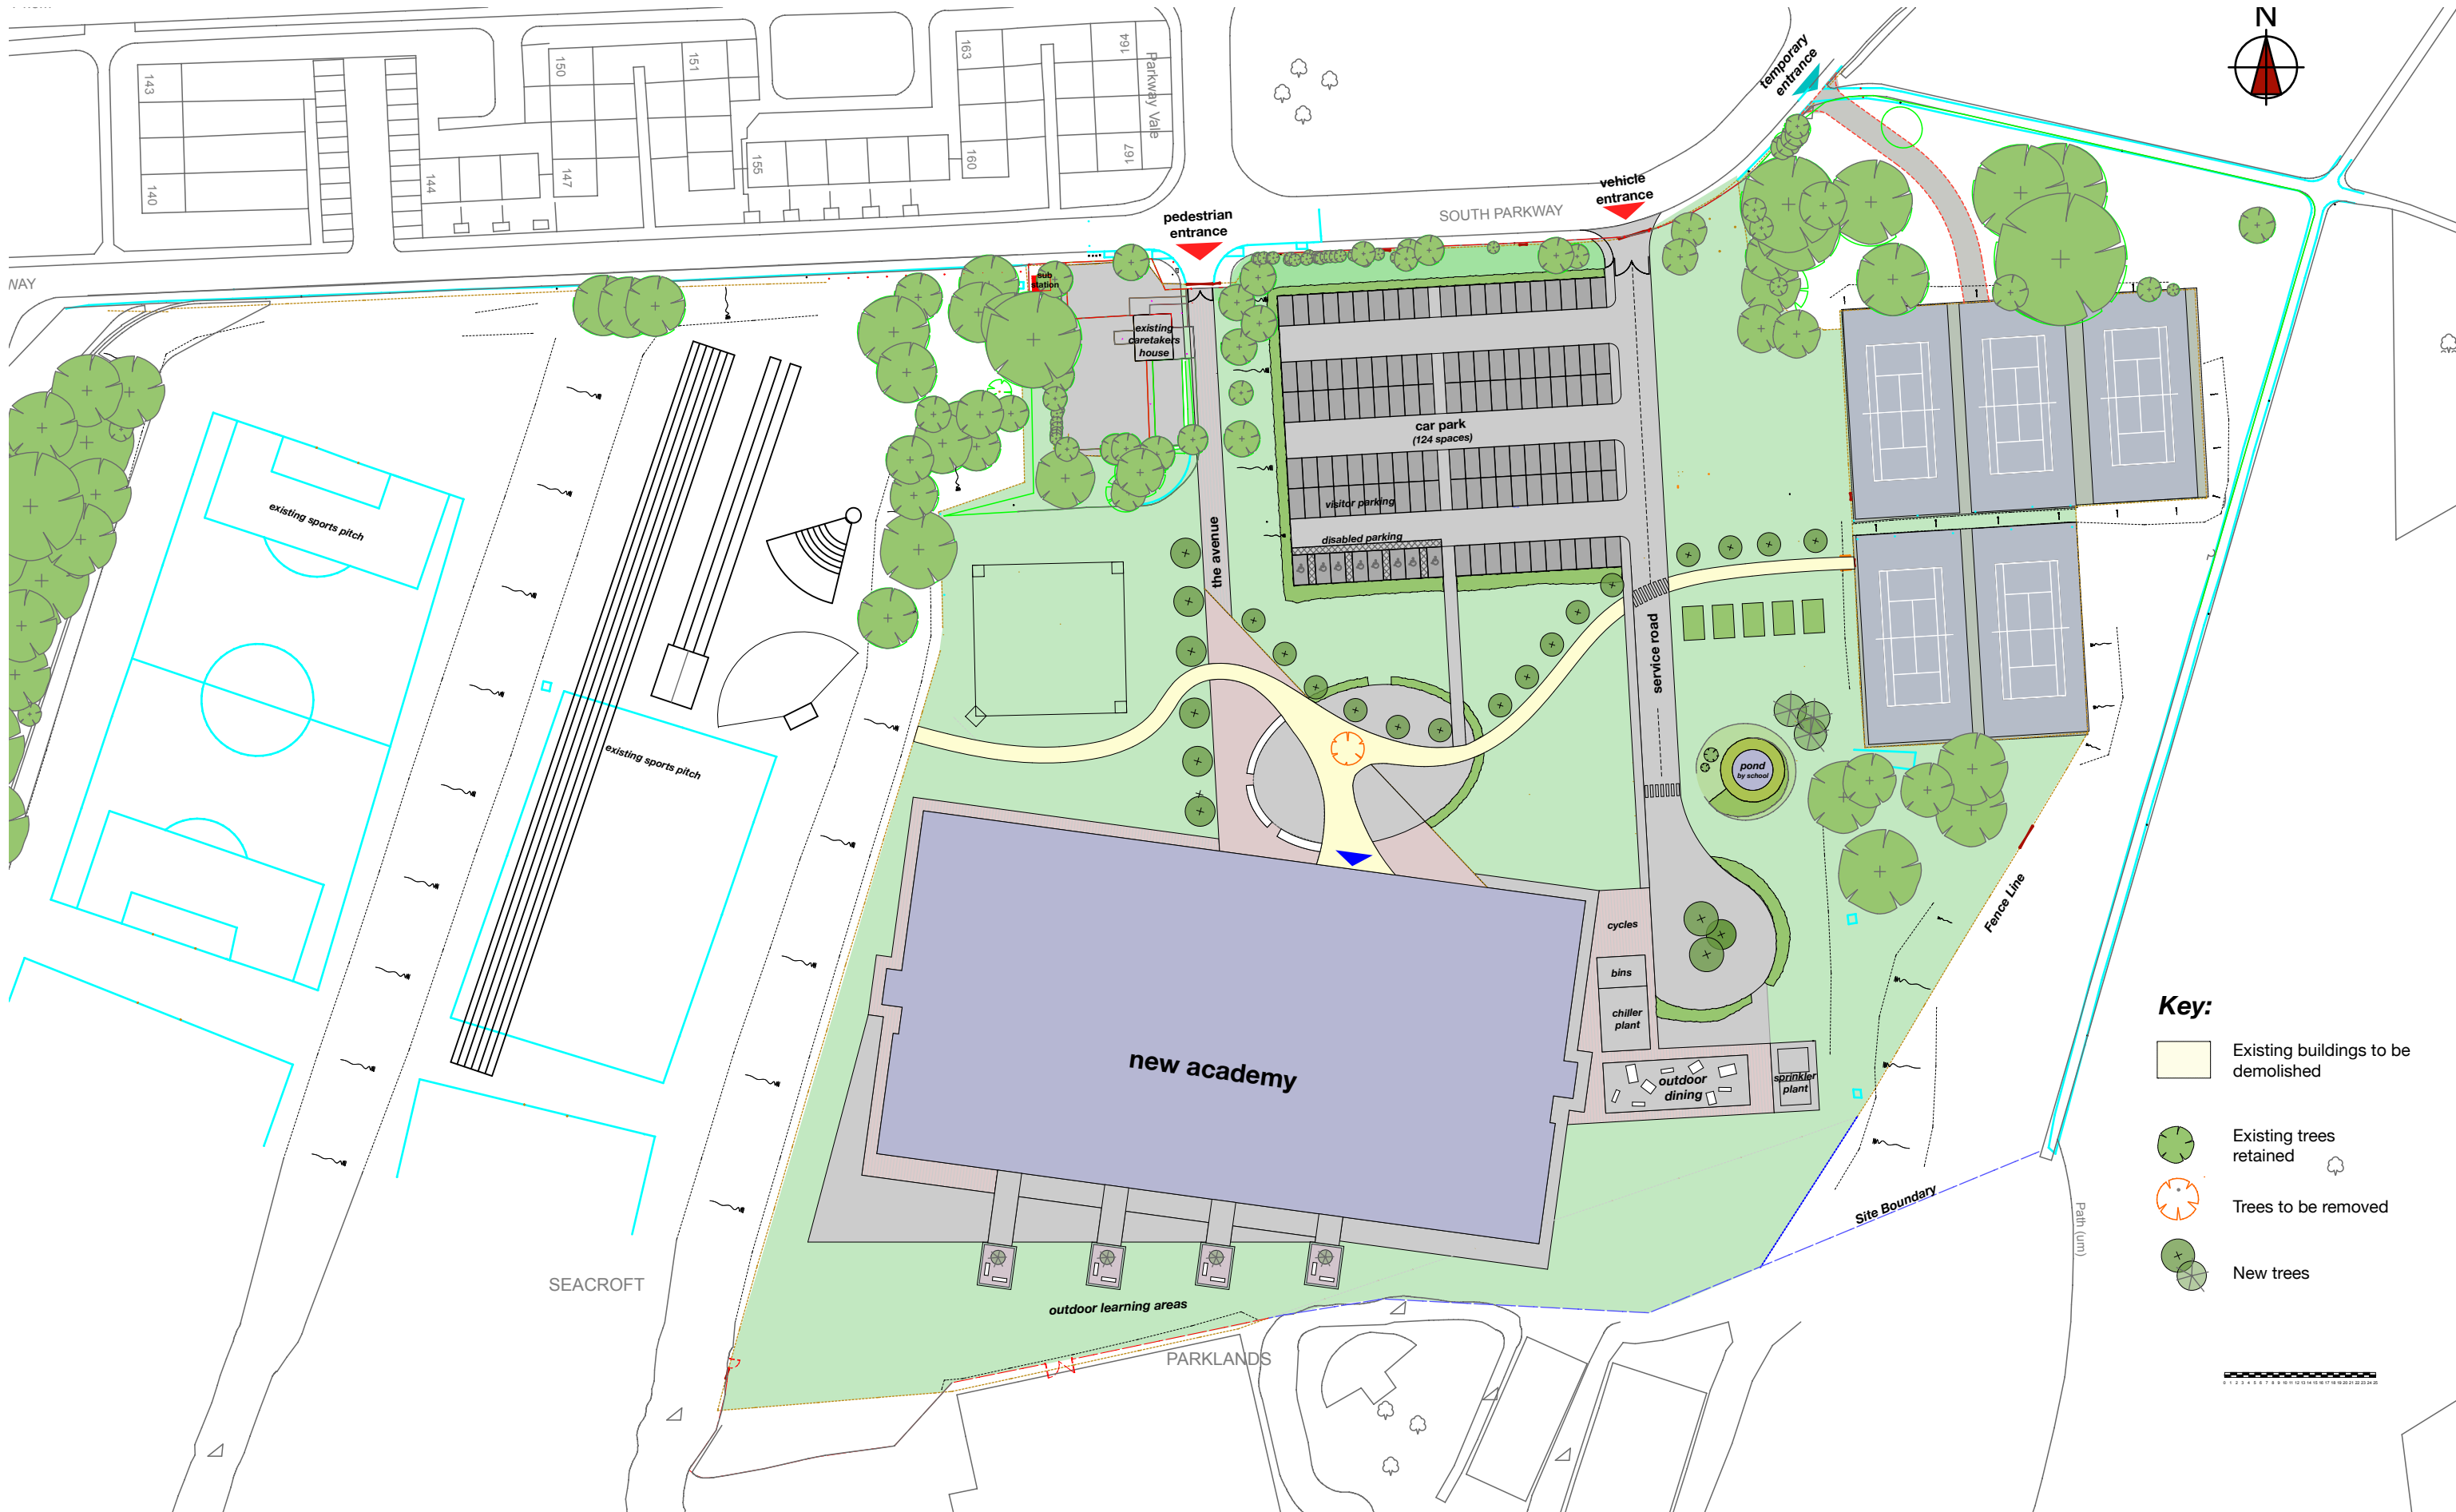 N
temporary
entrance
163
164
Parkway Vale
150
151
143
155
160
167
144
147
140
vehicle
entrance
SOUTH PARKWAY
pedestrian
entrance
WAY
sub
station
existing
caretakers
house
car park
(124 spaces)
visitor parking
disabled parking
existing sports pitch
the avenue
service road
existing sports pitch
pond
by school
Fence Line
cycles
bins
chiller
plant
new academy
outdoor
dining
sprinkler
plant
Key:
Existing buildings to be
demolished
Existing trees
retained
Trees to be removed
New trees
Site Boundary
Path (um)
SEACROFT
outdoor learning areas
PARKLANDS